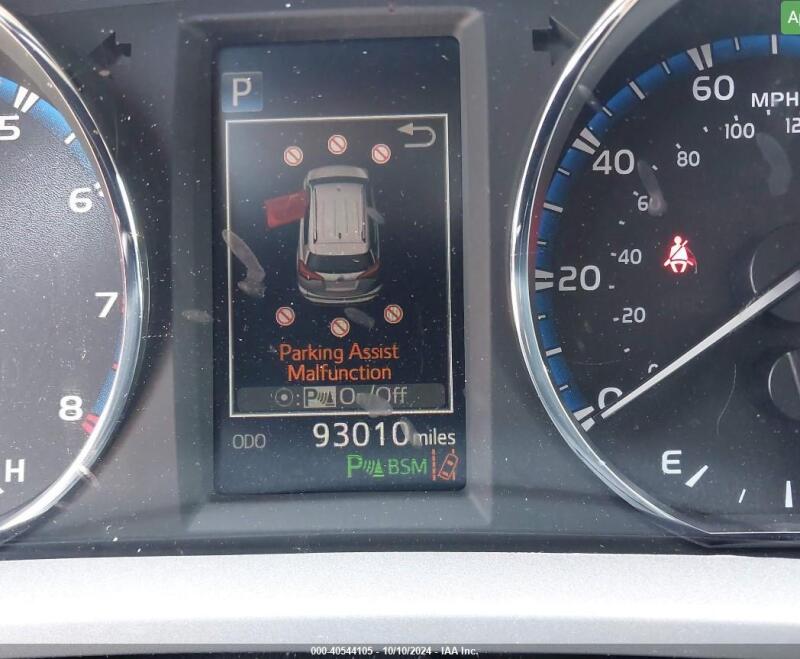 P
Parking Assist
Malfunction
: P On/Off
ODO 93010 miles
P BSM
5
6
7
8
H
60
MPH
40
20
0
100
80
60
40
20
E
000-40544105 - 10/10/2024 - IAA Inc.